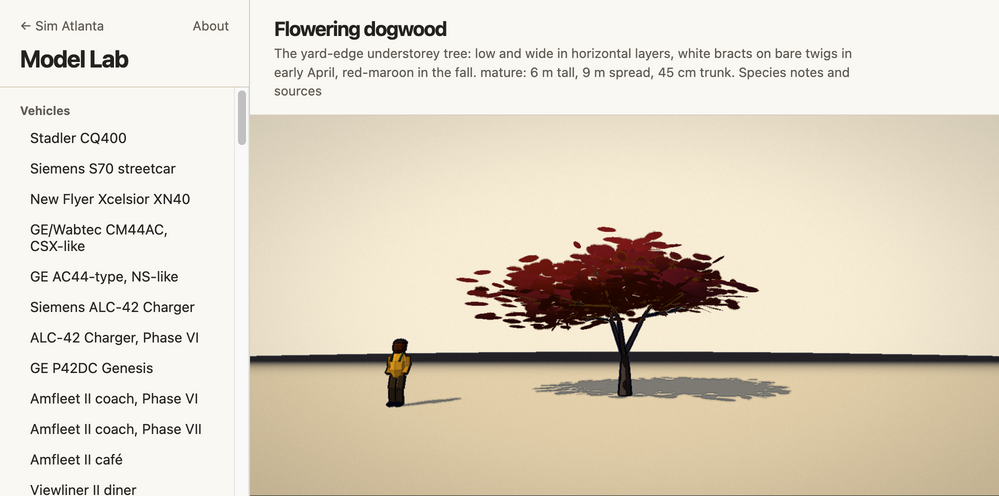 ← Sim Atlanta
About
Model Lab
Vehicles
Stadler CQ400
Siemens S70 streetcar
New Flyer Xcelsior XN40
GE/Wabtec CM44AC,
CSX-like
GE AC44-type, NS-like
Siemens ALC-42 Charger
ALC-42 Charger, Phase VI
GE P42DC Genesis
Amfleet II coach, Phase VI
Amfleet II coach, Phase VII
Amfleet II café
Viewliner II diner
Flowering dogwood
The yard-edge understorey tree: low and wide in horizontal layers, white bracts on bare twigs in
early April, red-maroon in the fall. mature: 6 m tall, 9 m spread, 45 cm trunk. Species notes and
sources